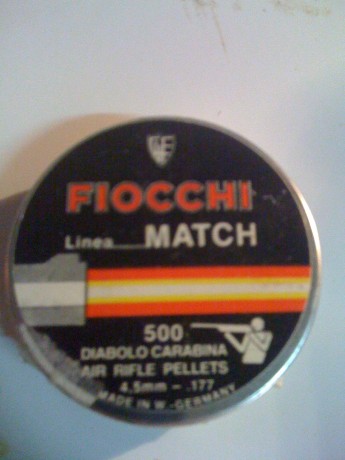 FIOCCHI
Linea MATCH
500
DIABOLO CARABINA
AIR RIFLE PELLETS
4.5mm - .177
MADE IN W.-GERMANY